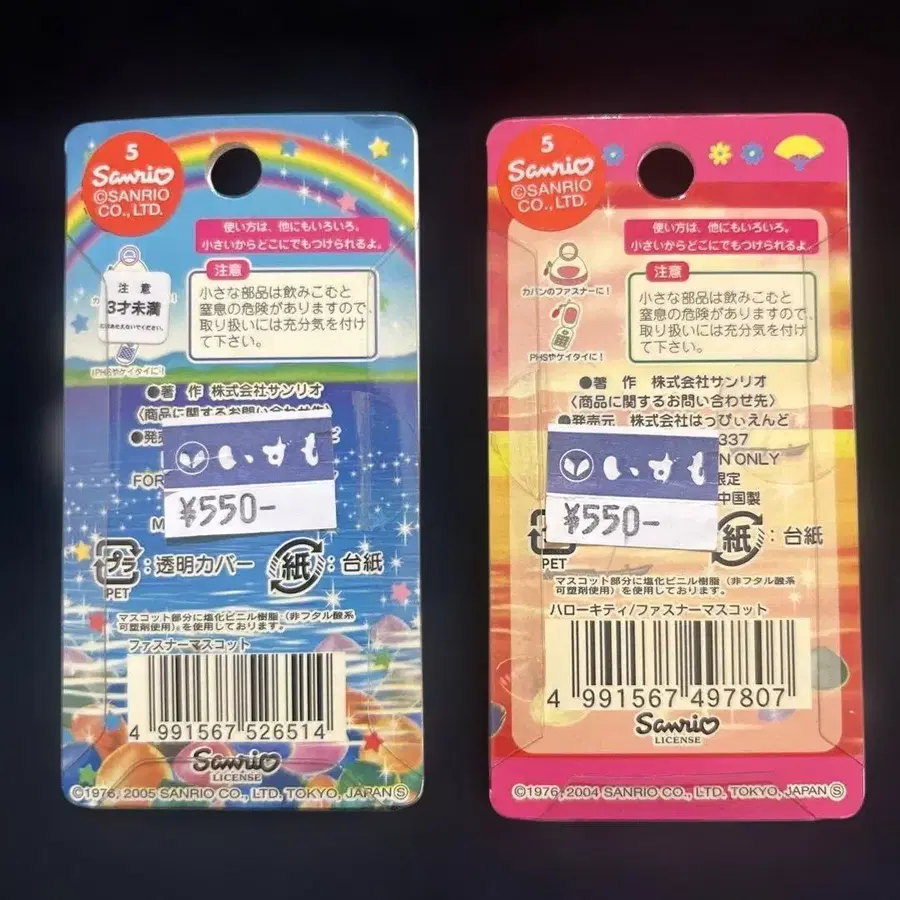 5
Sanrio
©SANRIO
CO., LTD.
使い方は、他にもいろいろ。
小さいからどこにでもつけられるよ。
注意
小さな部品は飲みこむと
窒息の危険がありますので、
取り扱いには充分気を付け
て下さい。
注 意
3才未満
PHSやケイタイに!
●著 作 株式会社サンリオ
〈商品に関するお問い合わせ先〉
いすも
¥550-
FOR
プラ
PET
:透明カバー
紙
:台紙
マスコット部分に塩化ビニル樹脂(非フタル酸系
可塑剤使用)を使用しております。
ファスナーマスコット
4 991567 526514
Sanrio
LICENSE
©1976, 2005 SANRIO CO., LTD. TOKYO, JAPAN Ⓢ
5
Sanrio
©SANRIO
CO., LTD.
使い方は、他にもいろいろ。
小さいからどこにでもつけられるよ。
カバンのファスナーに!
PHSやケイタイに!
注意
小さな部品は飲みこむと
窒息の危険がありますので、
取り扱いには充分気を付け
て下さい。
●著 作 株式会社サンリオ
〈商品に関するお問い合わせ先〉
●発売元 株式会社はっぴぃえんど
337
N ONLY
限定
中国製
いすも
¥550-
PET
紙
:台紙
マスコット部分に塩化ビニル樹脂(非フタル酸系
可塑剤使用)を使用しております。
ハローキティ/ファスナーマスコット
4 991567 497807
Sanrio
LICENSE
©1976, 2004 SANRIO CO., LTD. TOKYO, JAPAN Ⓢ